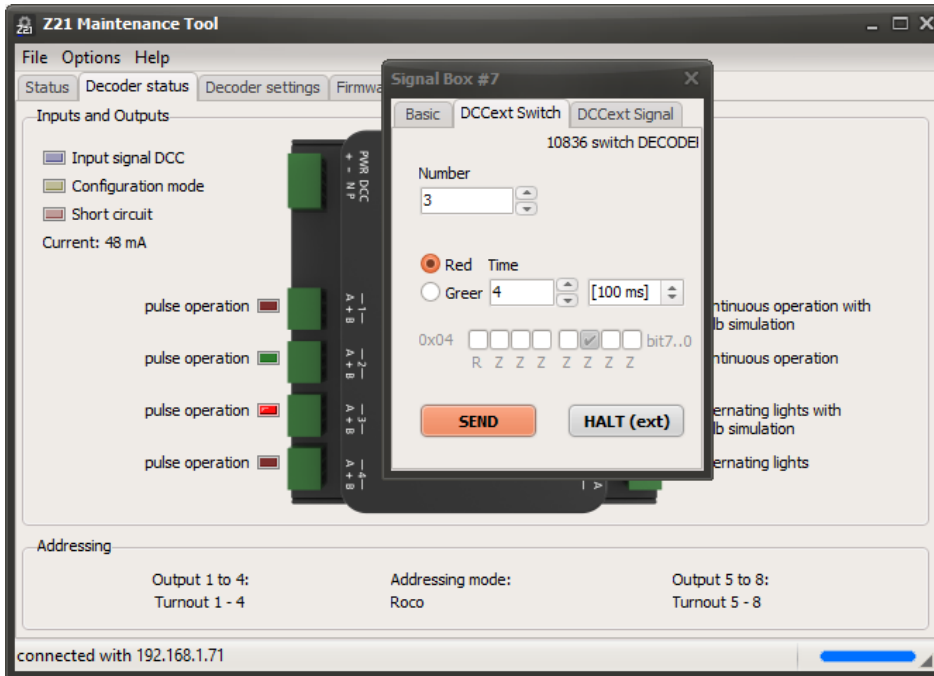 Z21 Maintenance Tool
File Options Help
Status Decoder status Decoder settings Firmwa
Inputs and Outputs
Input signal DCC
Configuration mode
Short circuit
Current: 48 mA
pulse operation
pulse operation
pulse operation
pulse operation
PWR DCC
+ - N P
1
A + B
2
A + B
3
A + B
4
A + B
A
Signal Box #7
Basic DCCext Switch DCCext Signal
10836 switch DECODE
Number
3
Red Time
Greer 4 [100 ms]
0x04 bit7..0
R Z Z Z Z Z Z Z
SEND HALT (ext)
ntinuous operation with
lb simulation
ntinuous operation
ernating lights with
lb simulation
ernating lights
Addressing
Output 1 to 4: Addressing mode: Output 5 to 8:
Turnout 1 - 4 Roco Turnout 5 - 8
connected with 192.168.1.71